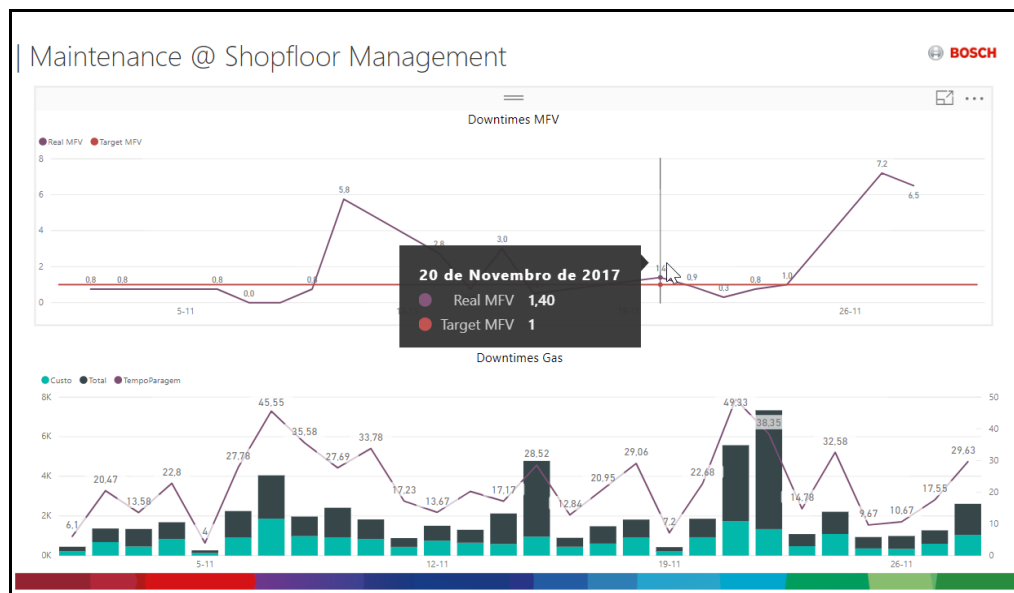 | Maintenance @ Shopfloor Management
BOSCH
Downtimes MFV
Real MFV Target MFV
8
6
4
2
0
0,8 0,8 0,8 0,0 5,8 2,8 3,0 1,4 0,9 0,3 0,8 1,0 7,2 6,5
5-11 26-11
20 de Novembro de 2017
Real MFV 1,40
Target MFV 1
Downtimes Gas
Custo Total TempoParagem
8K 50
6K 40
4K 30
2K 20
0K 10
0
6,1 20,47 13,58 22,8 4 27,78 45,55 35,58 27,69 33,78 17,23 13,67 17,17 28,52 12,84 20,95 29,06 7,2 22,68 49,33 38,35 14,78 32,58 9,67 10,67 17,55 29,63
5-11 12-11 19-11 26-11